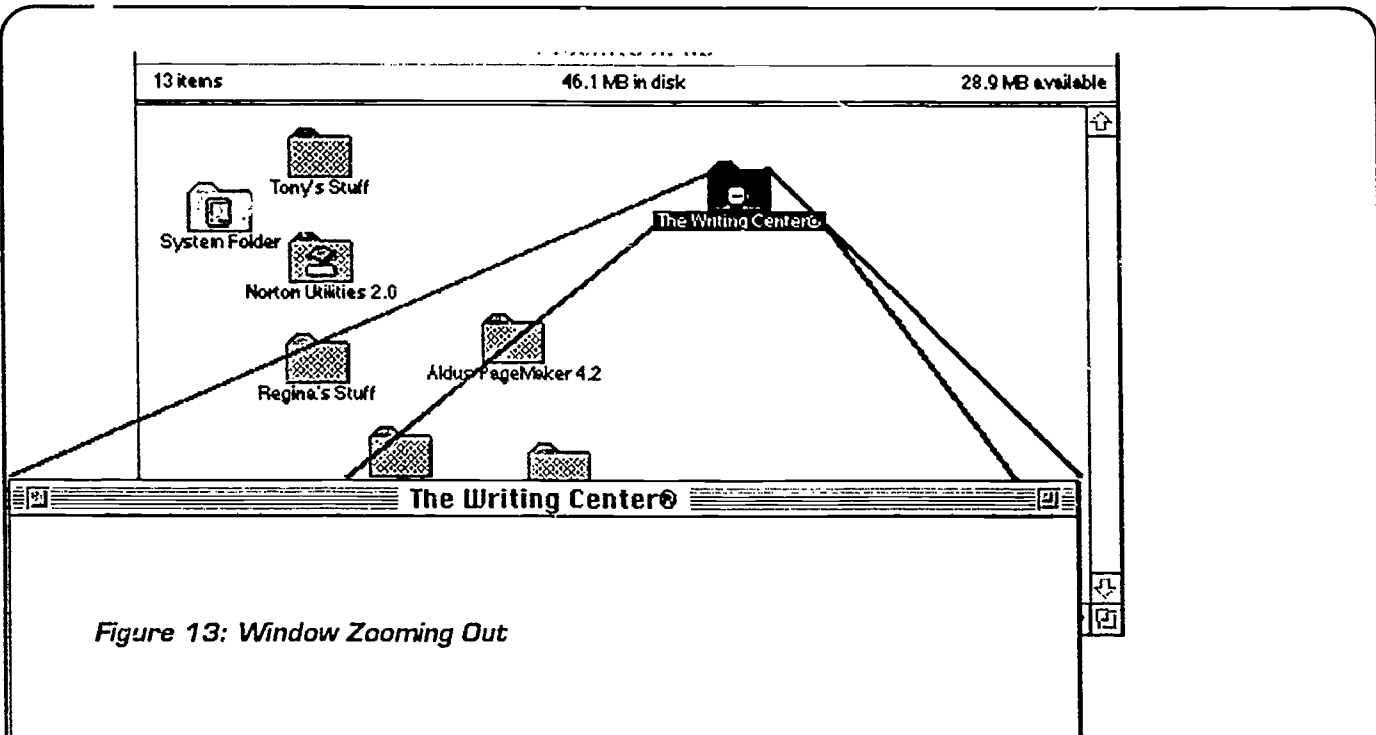 13 items 46.1 MB in disk 28.9 MB available
Tony's Stuff
The Writing Center®
System Folder
Norton Utilities 2.0
Aldus PageMaker 4.2
Regina's Stuff
The Writing Center®
Figure 13: Window Zooming Out